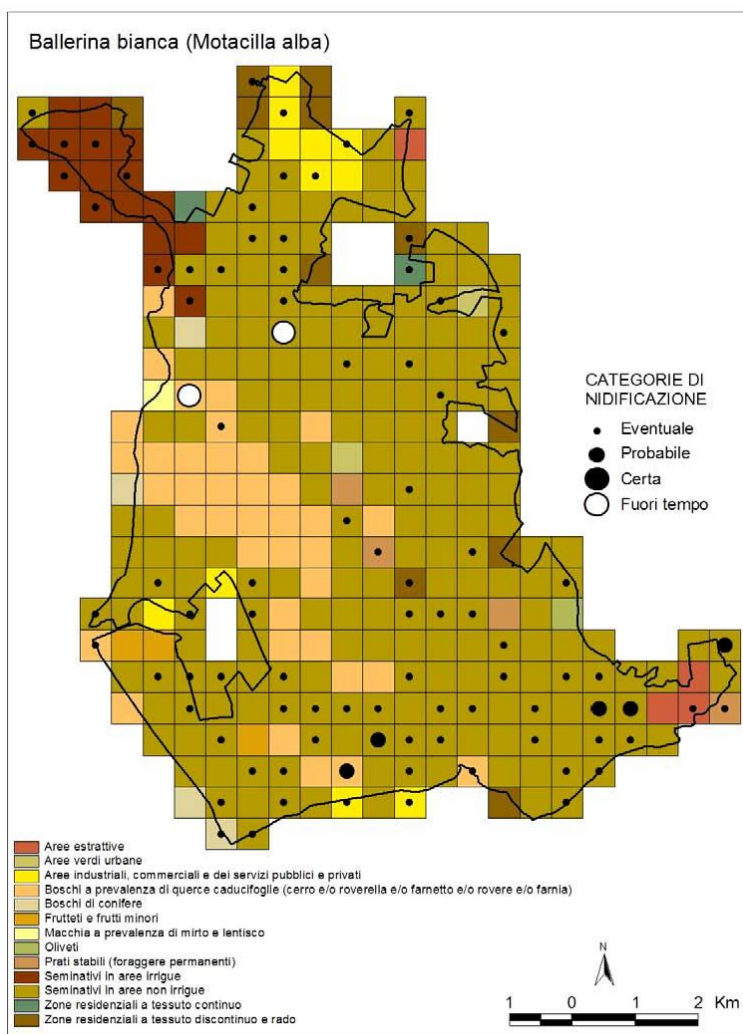 Ballerina bianca (Motacilla alba)
CATEGORIE DI
NIDIFICAZIONE
Eventuale
Probabile
Certa
Fuori tempo
Aree estrattive
Aree verdi urbane
Aree industriali, commerciali e dei servizi pubblici e privati
Boschi a prevalenza di querce caducifoglie (cerro e/o roverella e/o farnetto e/o rovere e/o farnia)
Boschi di conifere
Frutteti e frutti minori
Macchia a prevalenza di mirto e lentisco
Oliveti
Prati stabili (foraggere permanenti)
Seminativi in aree irrigue
Seminativi in aree non irrigue
Zone residenziali a tessuto continuo
Zone residenziali a tessuto discontinuo e rado
N
1 0 1 2 Km